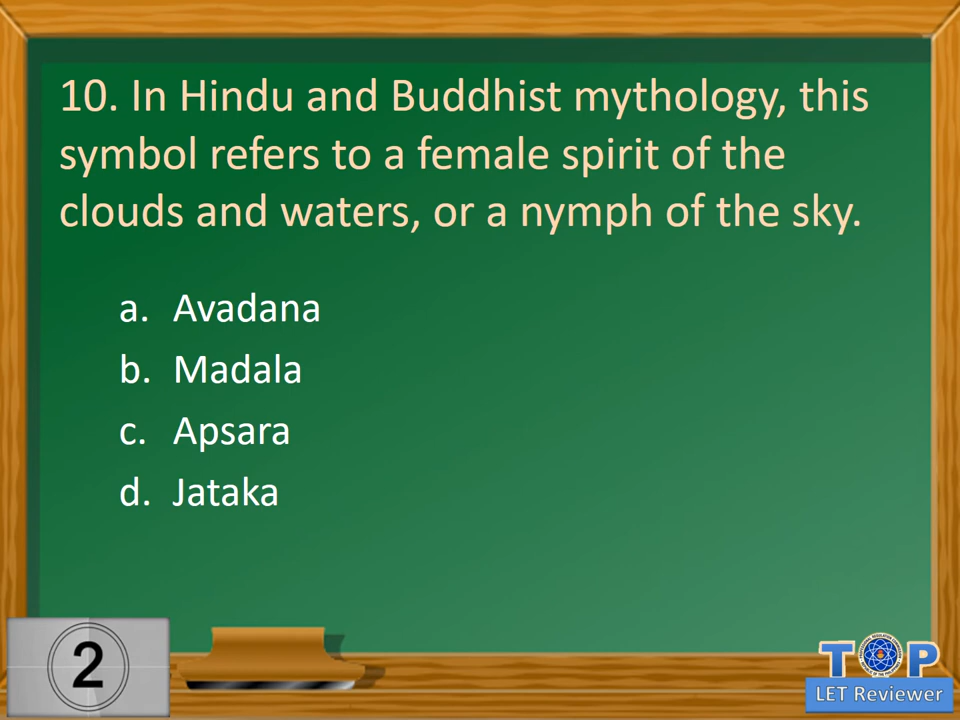 10. In Hindu and Buddhist mythology, this
symbol refers to a female spirit of the
clouds and waters, or a nymph of the sky.
a. Avadana
b. Madala
c. Apsara
d. Jataka
2
TOP
LET Reviewer